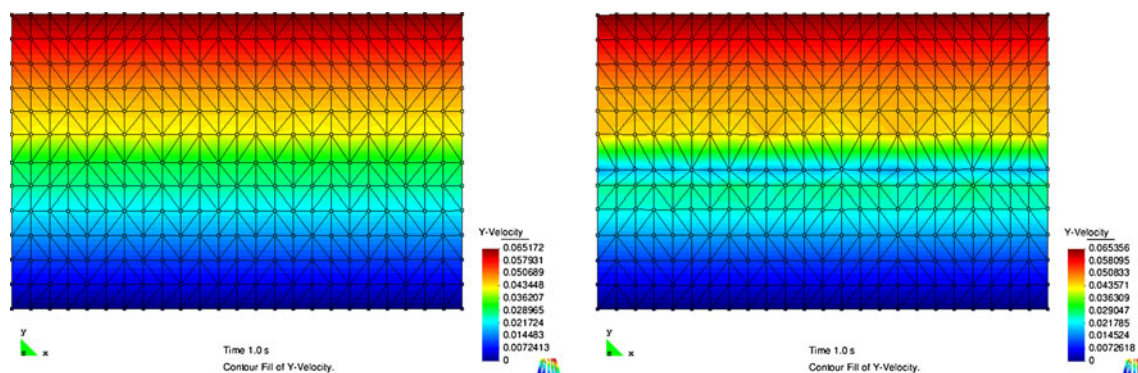 Y-Velocity
0.065172
0.057931
0.050689
0.043448
0.036207
0.028965
0.021724
0.014483
0.0072413
0
y
x
Time 1.0 s
Contour Fill of Y-Velocity.
Y-Velocity
0.065356
0.058095
0.050833
0.043571
0.036309
0.029047
0.021785
0.014524
0.0072618
0
y
x
Time 1.0 s
Contour Fill of Y-Velocity.